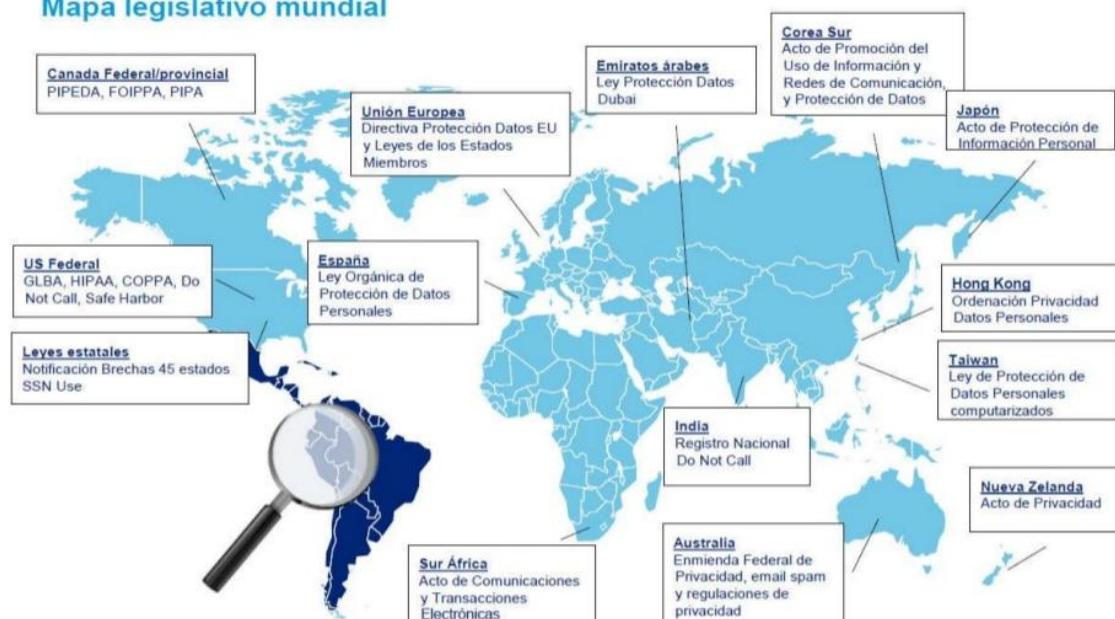 Mapa legislativo mundial
Canada Federal/provincial
PIPEDA, FOIPPA, PIPA
Unión Europea
Directiva Protección Datos EU
y Leyes de los Estados
Miembros
Emiratos árabes
Ley Protección Datos
Dubai
Corea Sur
Acto de Promoción del
Uso de Información y
Redes de Comunicación,
y Protección de Datos
Japón
Acto de Protección de
Información Personal
US Federal
GLBA, HIPAA, COPPA, Do
Not Call, Safe Harbor
España
Ley Orgánica de
Protección de Datos
Personales
Hong Kong
Ordenación Privacidad
Datos Personales
Leyes estatales
Notificación Brechas 45 estados
SSN Use
Taiwan
Ley de Protección de
Datos Personales
computarizados
India
Registro Nacional
Do Not Call
Nueva Zelanda
Acto de Privacidad
Sur África
Acto de Comunicaciones
y Transacciones
Electrónicas
Australia
Enmienda Federal de
Privacidad, email spam
y regulaciones de
privacidad